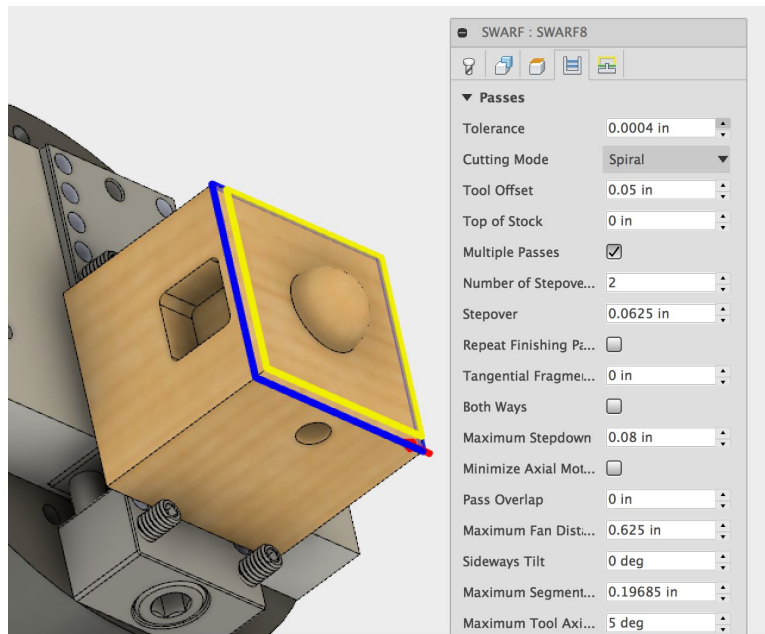 SWARF : SWARF8
Passes
Tolerance 0.0004 in
Cutting Mode Spiral
Tool Offset 0.05 in
Top of Stock 0 in
Multiple Passes
Number of Stepove... 2
Stepover 0.0625 in
Repeat Finishing Pa...
Tangential Fragmen... 0 in
Both Ways
Maximum Stepdown 0.08 in
Minimize Axial Mot...
Pass Overlap 0 in
Maximum Fan Dist... 0.625 in
Sideways Tilt 0 deg
Maximum Segment... 0.19685 in
Maximum Tool Axi... 5 deg